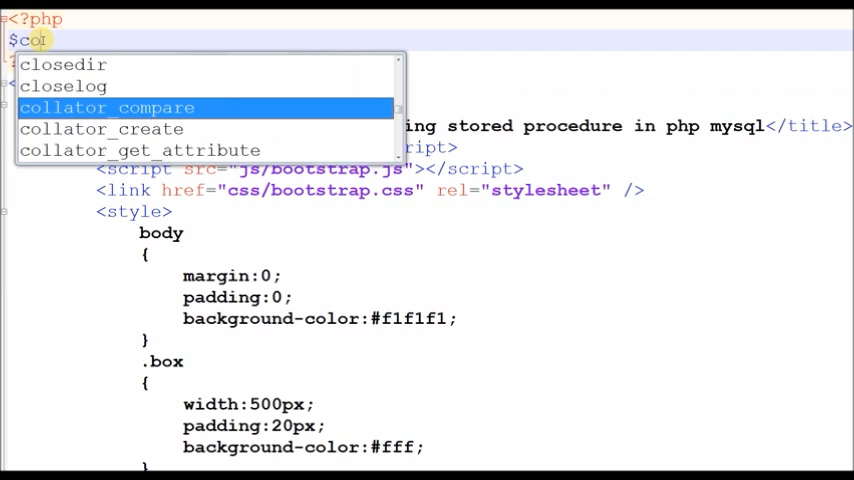 <?php
$co
closedir
closelog
collator_compare
collator_create
collator_get_attribute
ing stored procedure in php mysql</title>
ript>
<script src="js/bootstrap.js"></script>
<link href="css/bootstrap.css" rel="stylesheet" />
<style>
body
{
margin:0;
padding:0;
background-color:#f1f1f1;
}
.box
{
width:500px;
padding:20px;
background-color:#fff;
}